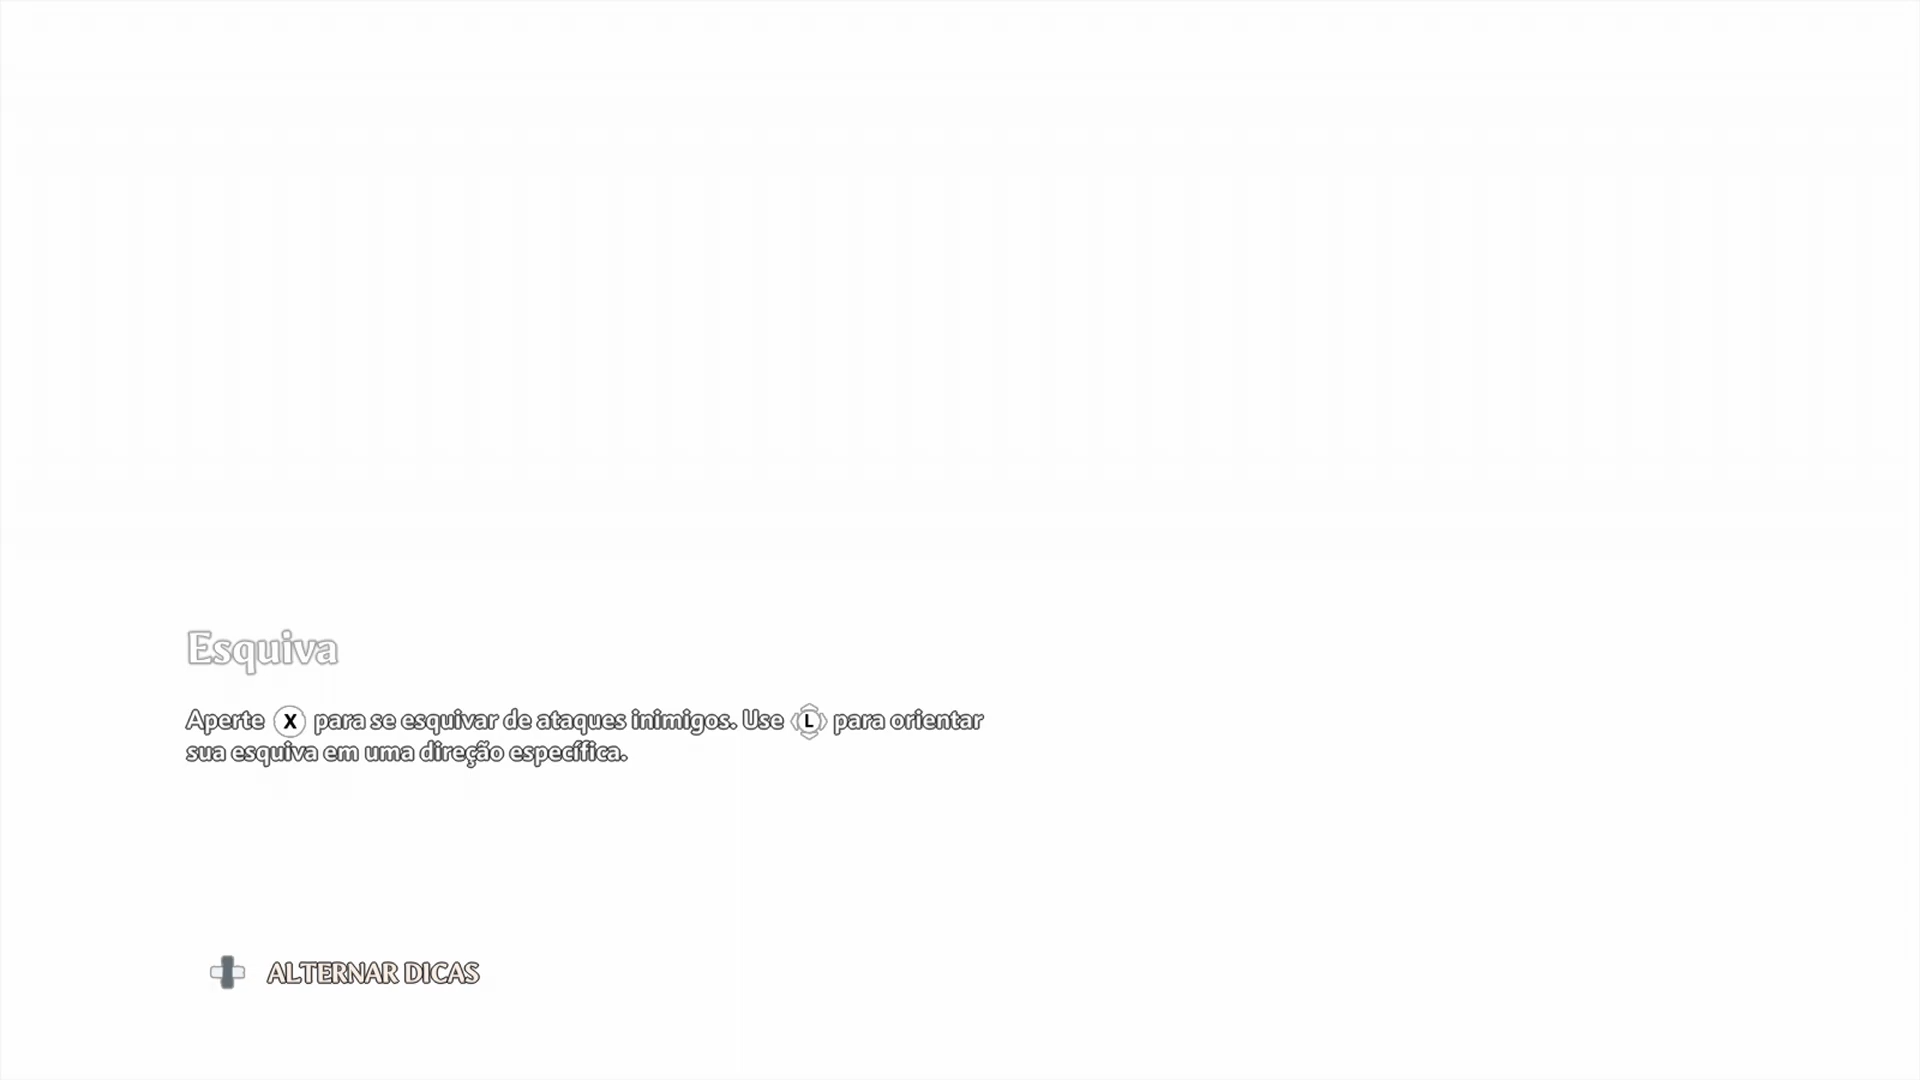 Esquiva
Aperte X para se esquivar de ataques inimigos. Use L para orientar
sua esquiva em uma direção específica.
ALTERNAR DICAS